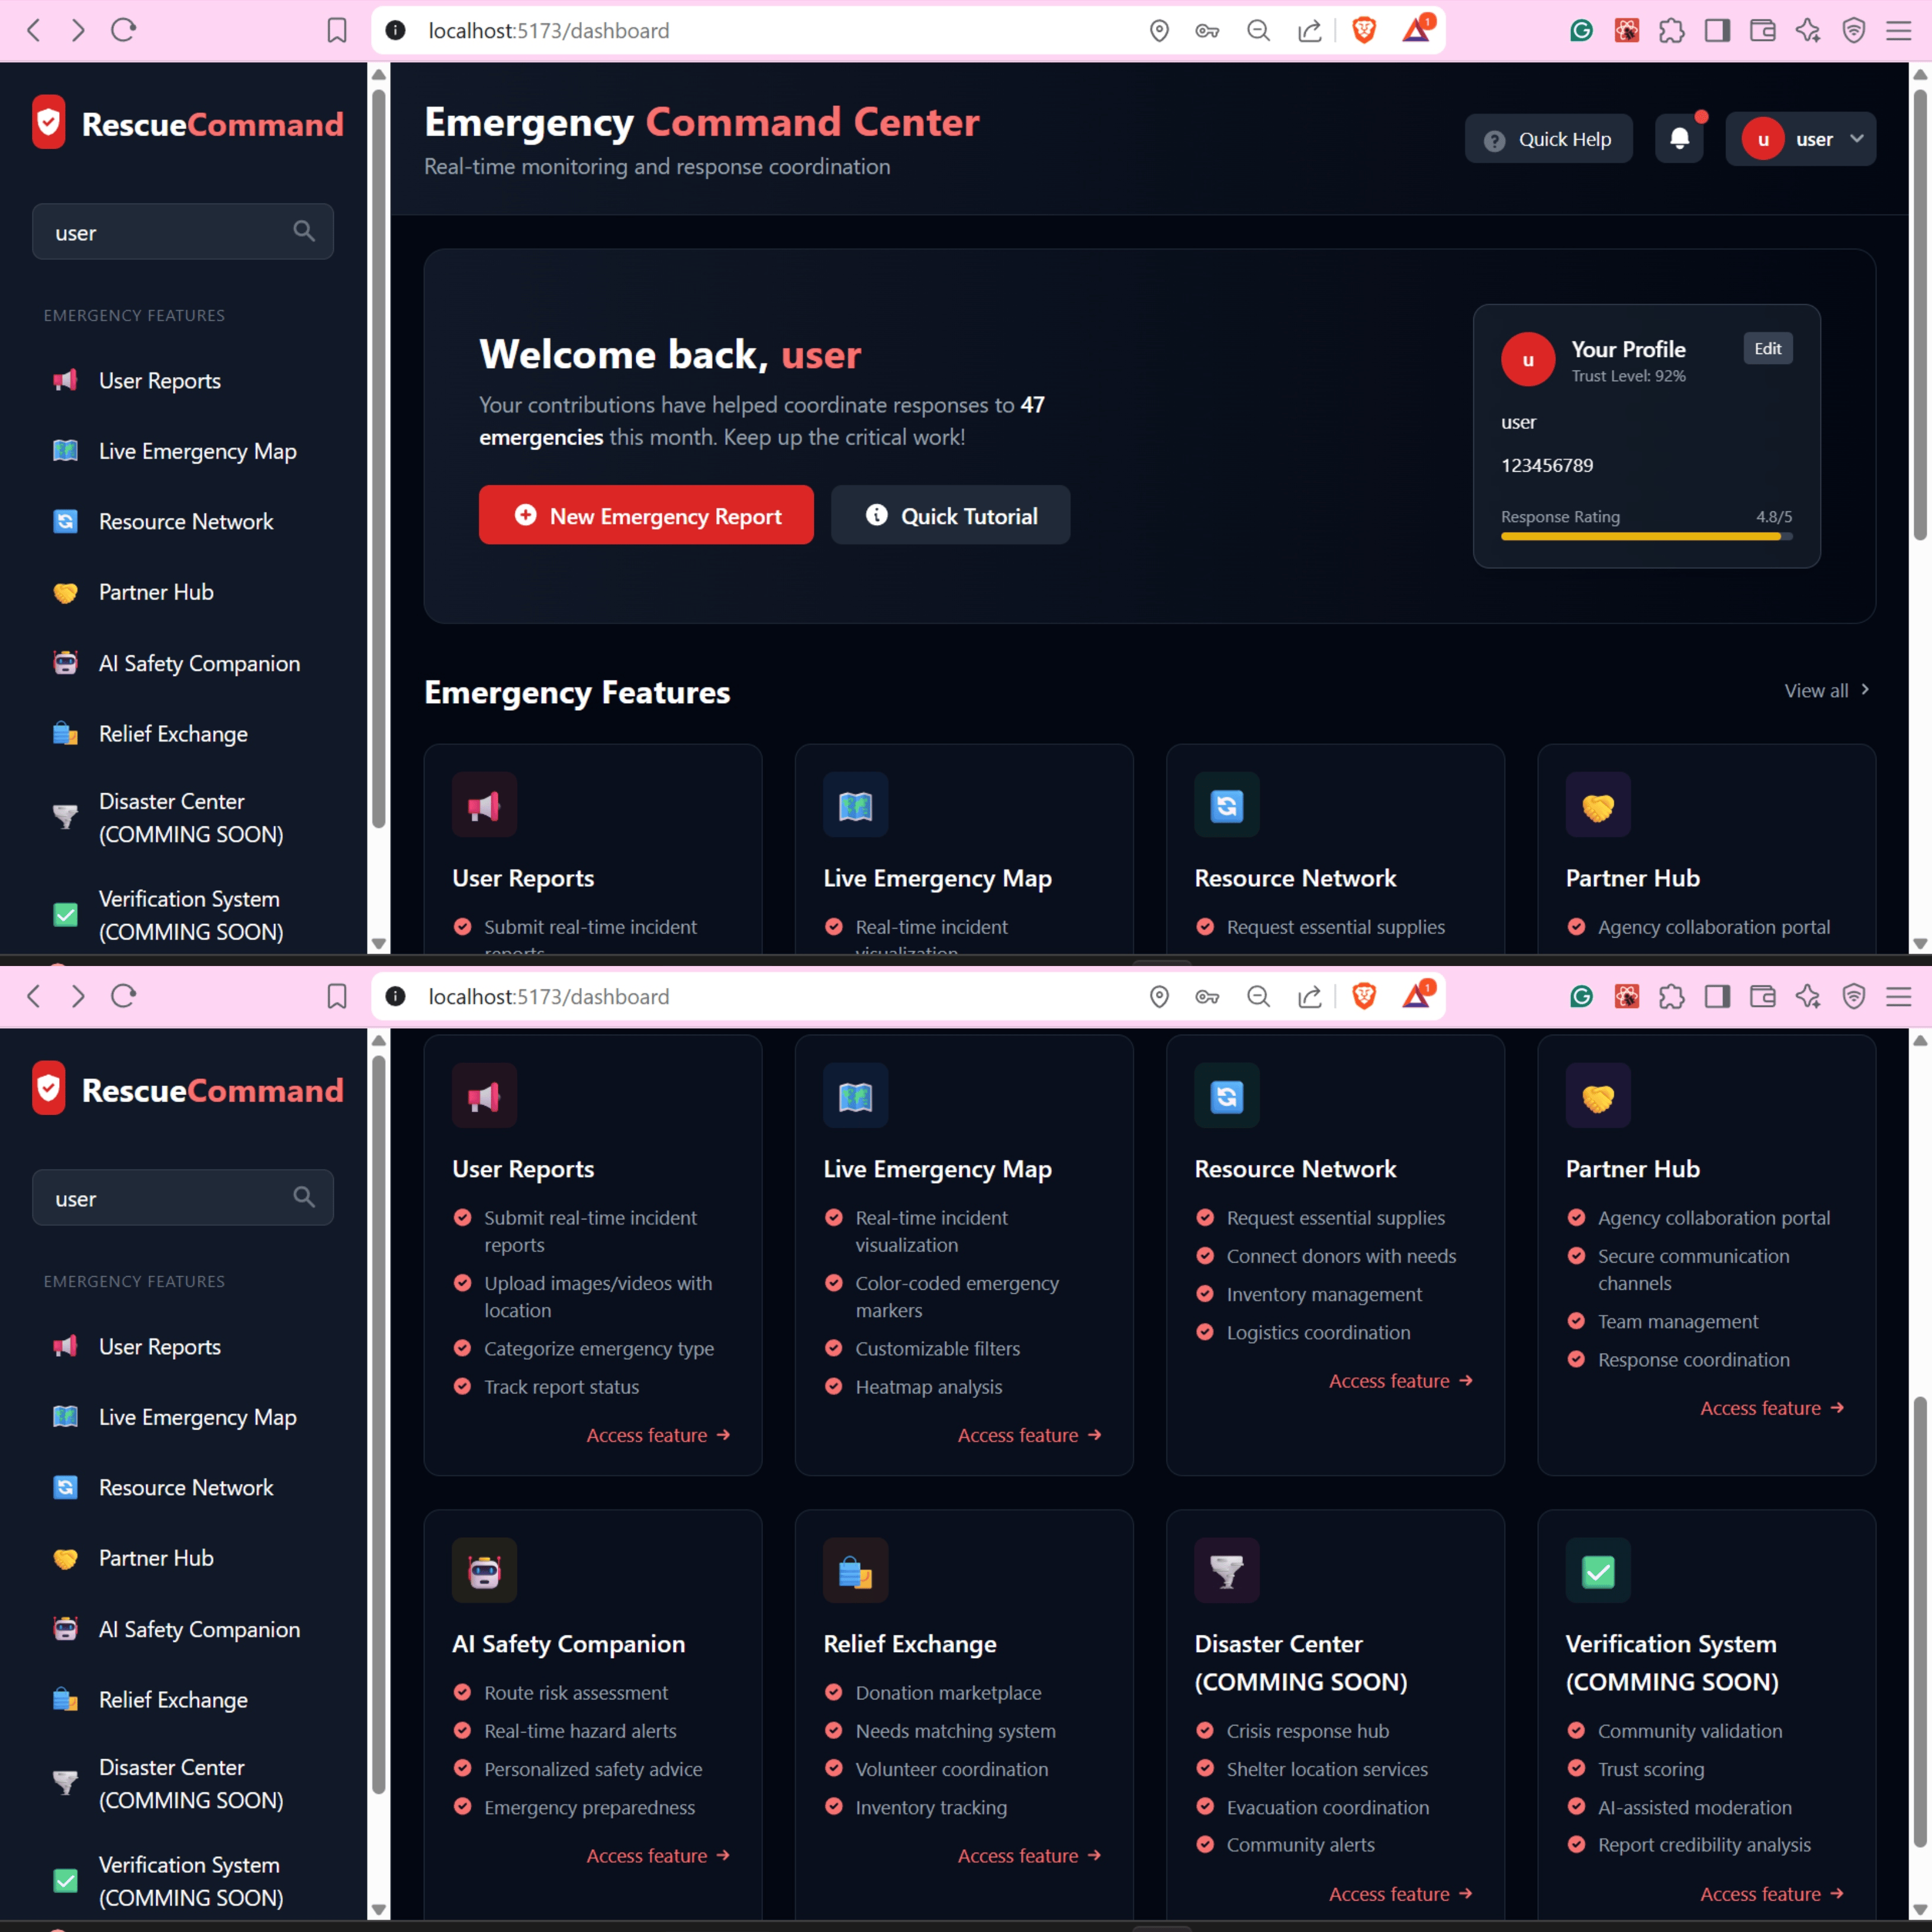 localhost:5173/dashboard
1
RescueCommand
user
EMERGENCY FEATURES
User Reports
Live Emergency Map
Resource Network
Partner Hub
AI Safety Companion
Relief Exchange
Disaster Center
(COMMING SOON)
Verification System
(COMMING SOON)
Emergency Command Center
Real-time monitoring and response coordination
? Quick Help
u user
Welcome back, user
Your contributions have helped coordinate responses to 47
emergencies this month. Keep up the critical work!
New Emergency Report
Quick Tutorial
u
Your Profile
Edit
Trust Level: 92%
user
123456789
Response Rating 4.8/5
Emergency Features
View all
User Reports
Submit real-time incident
reports
Live Emergency Map
Real-time incident
visualization
Resource Network
Request essential supplies
Partner Hub
Agency collaboration portal
localhost:5173/dashboard
1
RescueCommand
user
EMERGENCY FEATURES
User Reports
Live Emergency Map
Resource Network
Partner Hub
AI Safety Companion
Relief Exchange
Disaster Center
(COMMING SOON)
Verification System
(COMMING SOON)
User Reports
Submit real-time incident
reports
Upload images/videos with
location
Categorize emergency type
Track report status
Access feature →
Live Emergency Map
Real-time incident
visualization
Color-coded emergency
markers
Customizable filters
Heatmap analysis
Access feature →
Resource Network
Request essential supplies
Connect donors with needs
Inventory management
Logistics coordination
Access feature →
Partner Hub
Agency collaboration portal
Secure communication
channels
Team management
Response coordination
Access feature →
AI Safety Companion
Route risk assessment
Real-time hazard alerts
Personalized safety advice
Emergency preparedness
Access feature →
Relief Exchange
Donation marketplace
Needs matching system
Volunteer coordination
Inventory tracking
Access feature →
Disaster Center
(COMMING SOON)
Crisis response hub
Shelter location services
Evacuation coordination
Community alerts
Access feature →
Verification System
(COMMING SOON)
Community validation
Trust scoring
AI-assisted moderation
Report credibility analysis
Access feature →